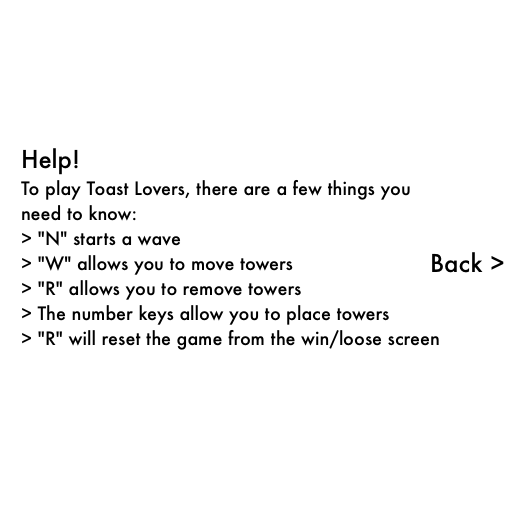 Help!
To play Toast Lovers, there are a few things you
need to know:
> "N" starts a wave
> "W" allows you to move towers
Back >
> "R" allows you to remove towers
> The number keys allow you to place towers
> "R" will reset the game from the win/loose screen